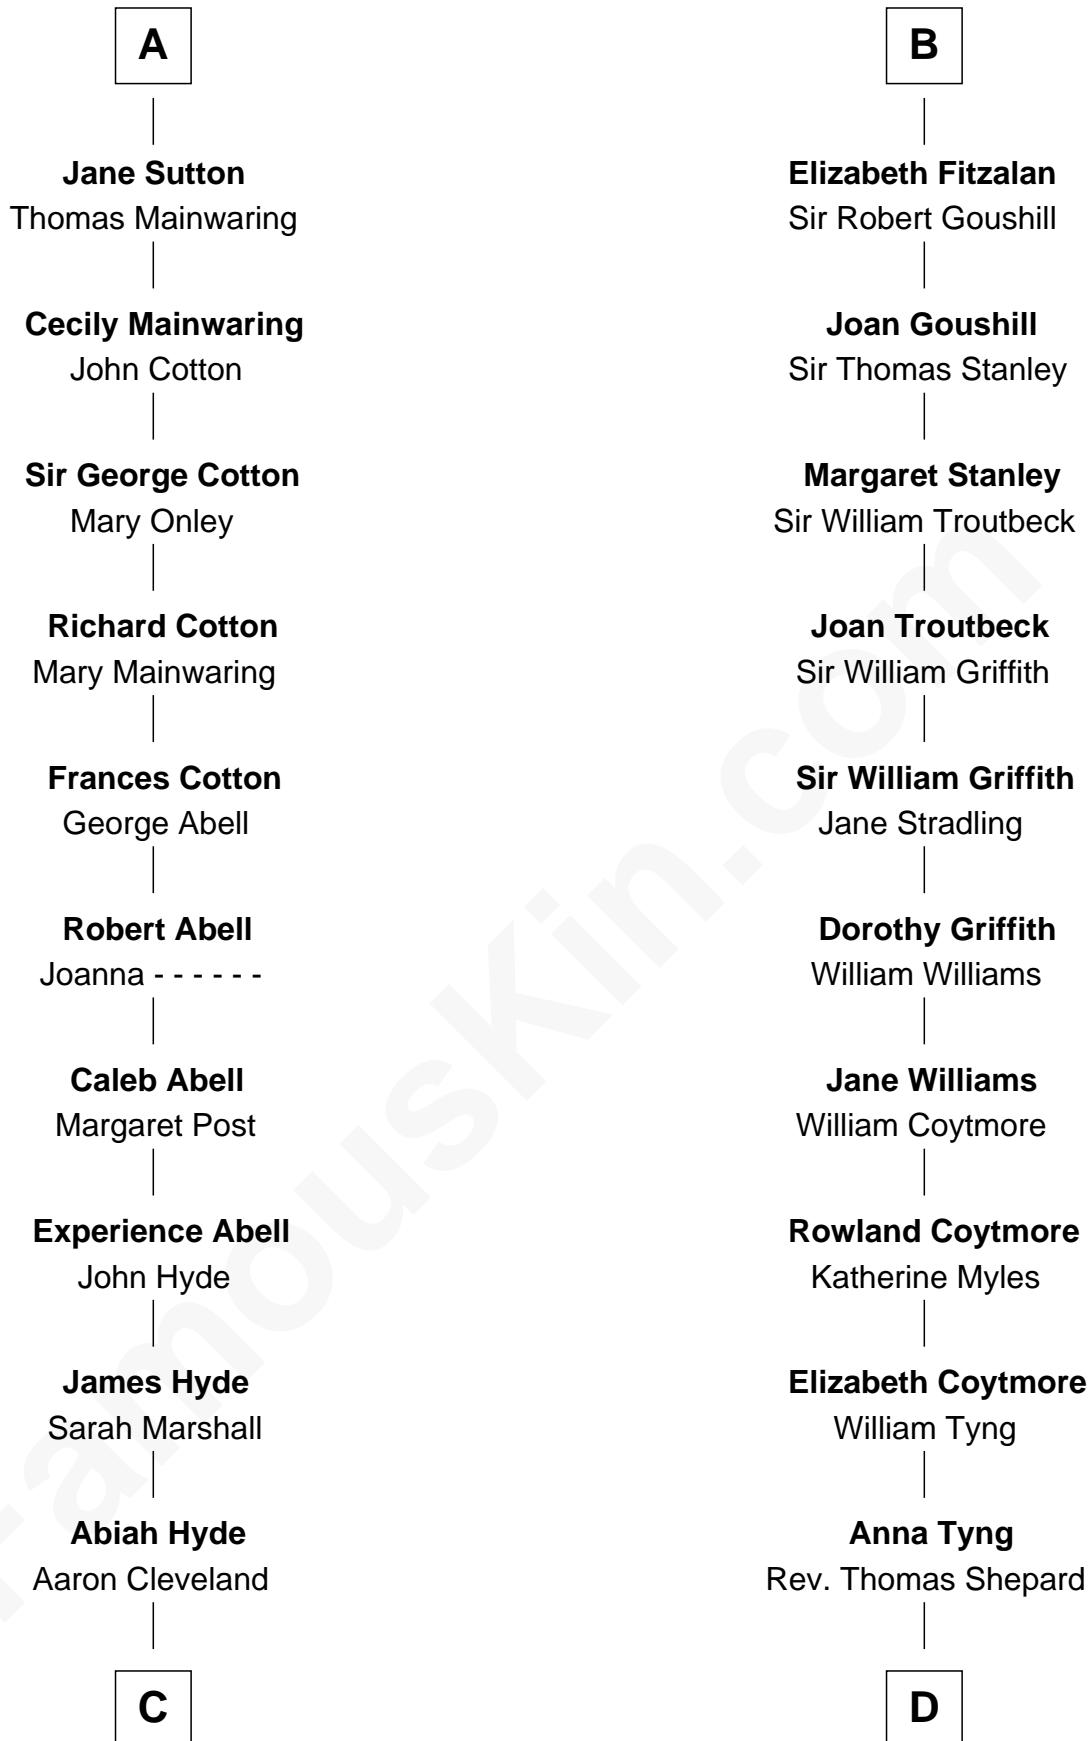 A
Jane Sutton
Thomas Mainwaring
Cecily Mainwaring
John Cotton
Sir George Cotton
Mary Onley
Richard Cotton
Mary Mainwaring
Frances Cotton
George Abell
Robert Abell
Joanna - - - - - -
Caleb Abell
Margaret Post
Experience Abell
John Hyde
James Hyde
Sarah Marshall
Abiah Hyde
Aaron Cleveland
C
B
Elizabeth Fitzalan
Sir Robert Goushill
Joan Goushill
Sir Thomas Stanley
Margaret Stanley
Sir William Troutbeck
Joan Troutbeck
Sir William Griffith
Sir William Griffith
Jane Stradling
Dorothy Griffith
William Williams
Jane Williams
William Coytmore
Rowland Coytmore
Katherine Myles
Elizabeth Coytmore
William Tyng
Anna Tyng
Rev. Thomas Shepard
D
FamousKin.com